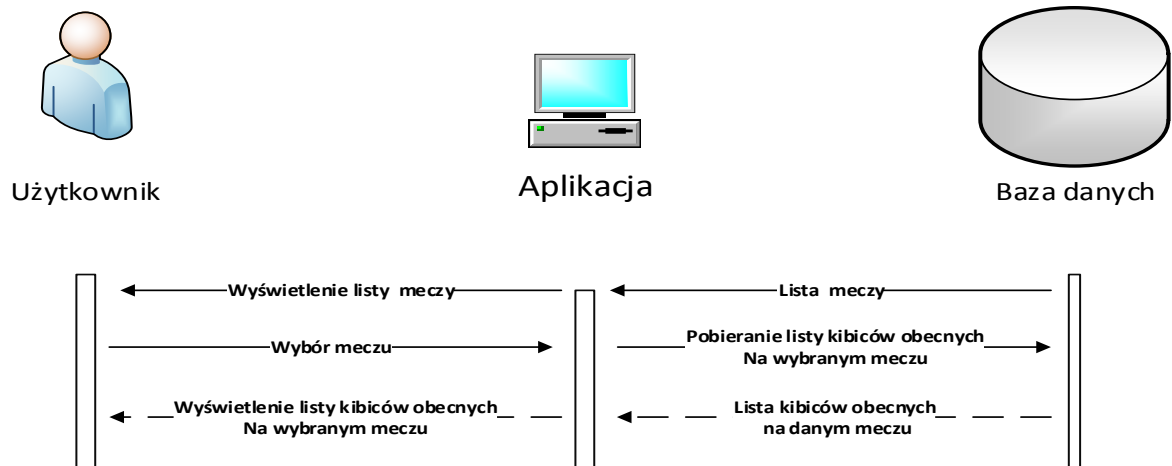 Użytkownik
Aplikacja
Baza danych
Wyświetlenie listy meczy
Lista meczy
Wybór meczu
Pobieranie listy kibiców obecnych
Na wybranym meczu
Wyświetlenie listy kibiców obecnych
Na wybranym meczu
Lista kibiców obecnych
na danym meczu